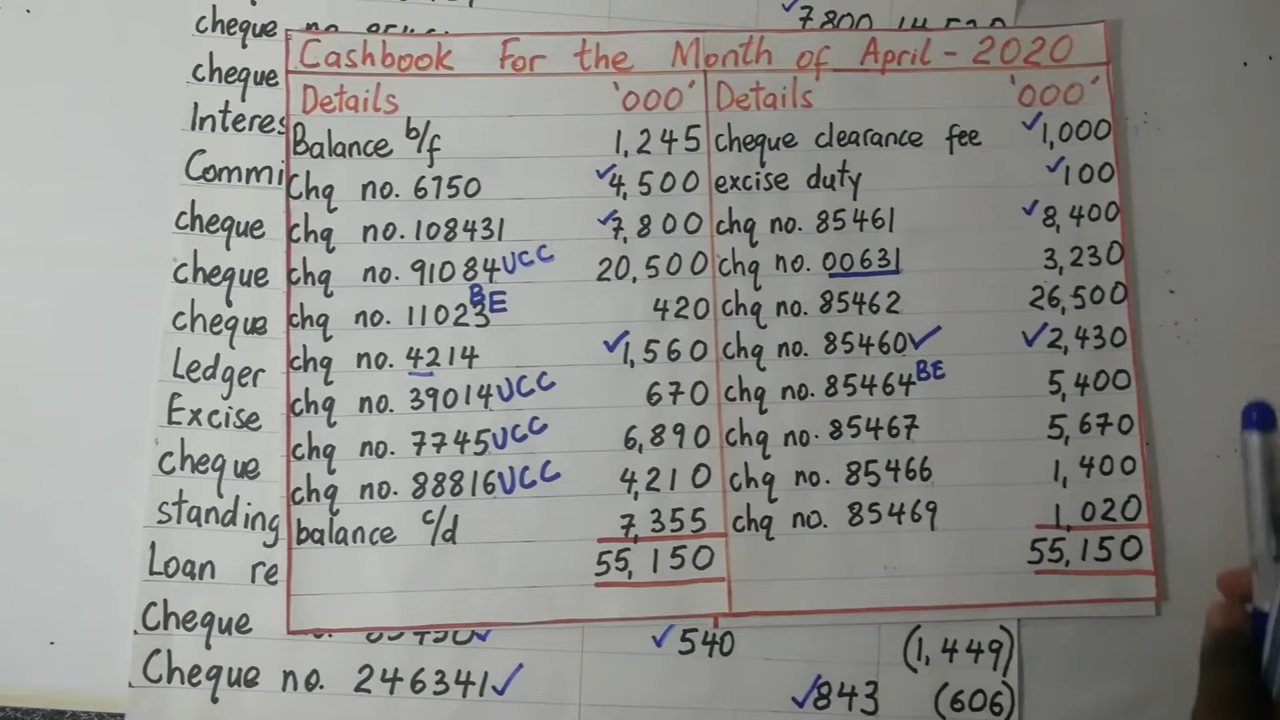 cheque
✓7800
Cashbook For the Month of April - 2020
cheque
Details '000' Details '000'
Balance b/f 1,245 cheque clearance fee ✓1,000
Chq no. 6750 ✓4,500 excise duty ✓100
Commi
cheque chq no. 108431 ✓7,800 chq no. 85461 ✓8,400
cheque chq no. 91084 UCC 20,500 chq no. 00631 3,230
cheque chq no. 11023 BE 420 chq no. 85462 26,500
Ledger chq no. 4214 ✓1,560 chq no. 85460✓ ✓2,430
Excise chq no. 39014 UCC 670 chq no. 85464 BE 5,400
cheque chq no. 7745 UCC 6,890 chq no. 85467 5,670
chq no. 88816 UCC 4,210 chq no. 85466 1,400
standing balance c/d 7,355 chq no. 85469 1,020
Loan re 55,150 55,150
Cheque ✓540 (1,449)
Cheque no. 246341✓ ✓843 (606)